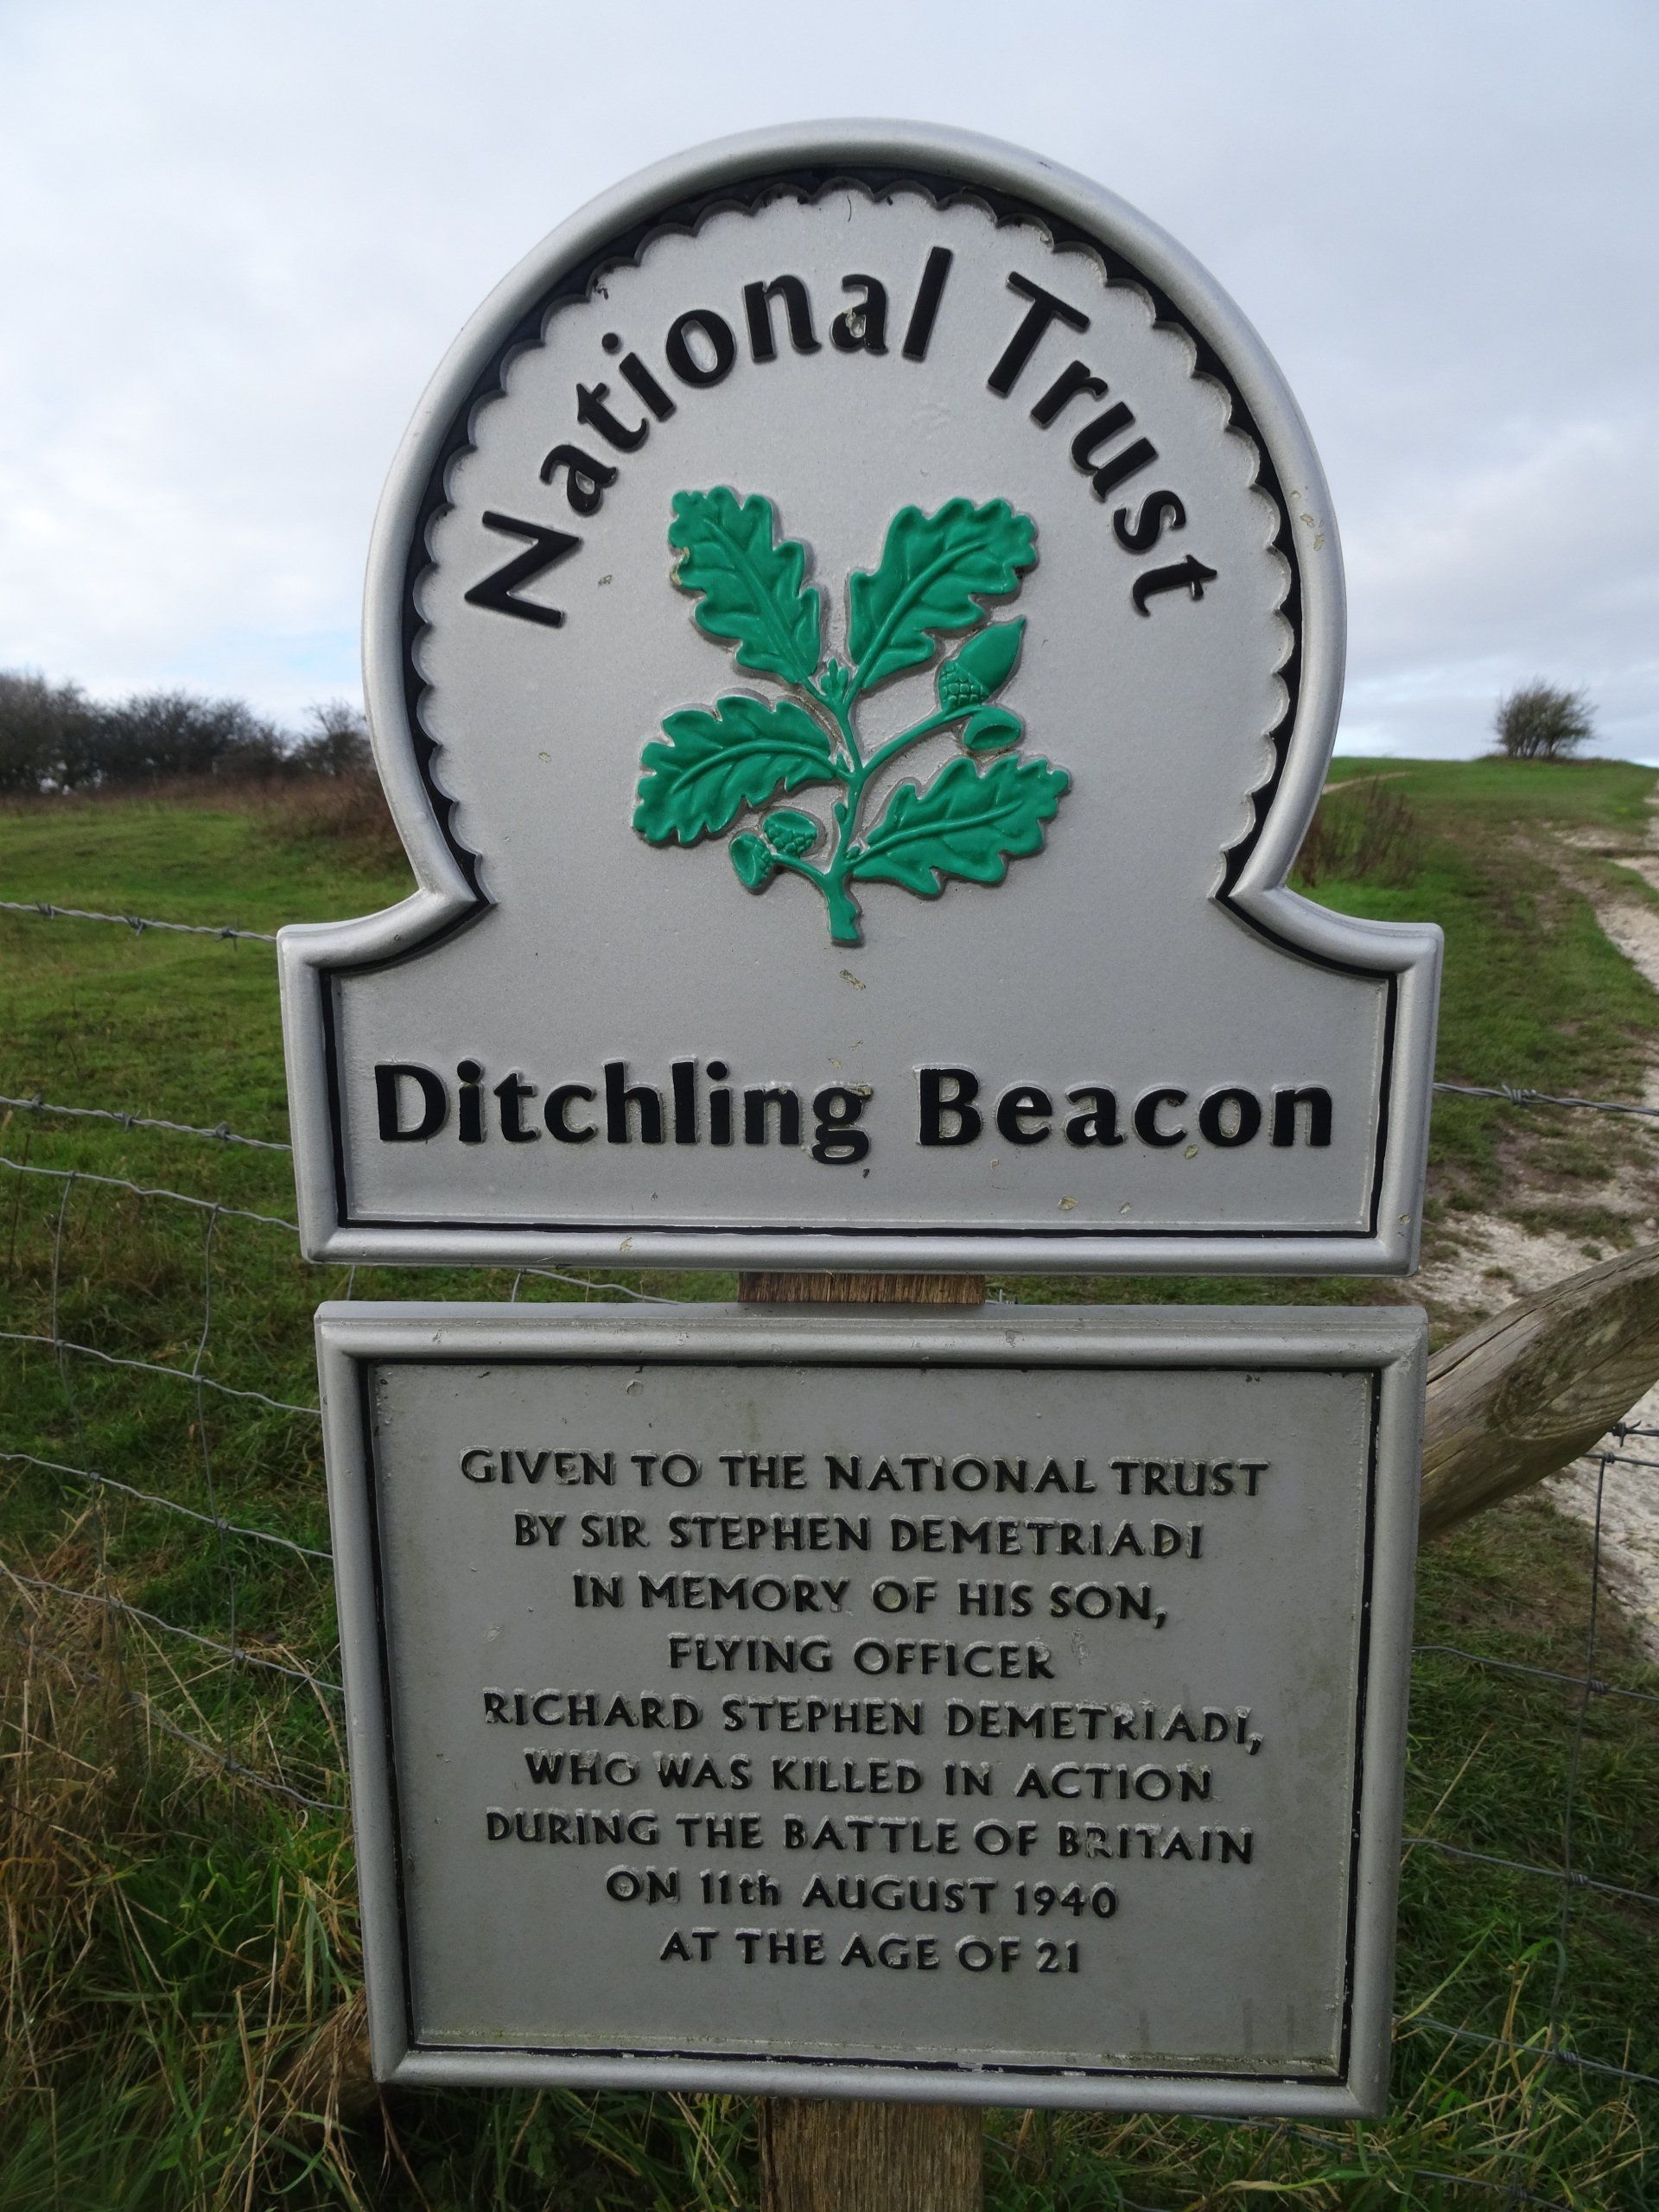 National Trust
Ditchling Beacon
GIVEN TO THE NATIONAL TRUST
BY SIR STEPHEN DEMETRIADI
IN MEMORY OF HIS SON,
FLYING OFFICER
RICHARD STEPHEN DEMETRIADI,
WHO WAS KILLED IN ACTION
DURING THE BATTLE OF BRITAIN
ON 11th AUGUST 1940
AT THE AGE OF 21